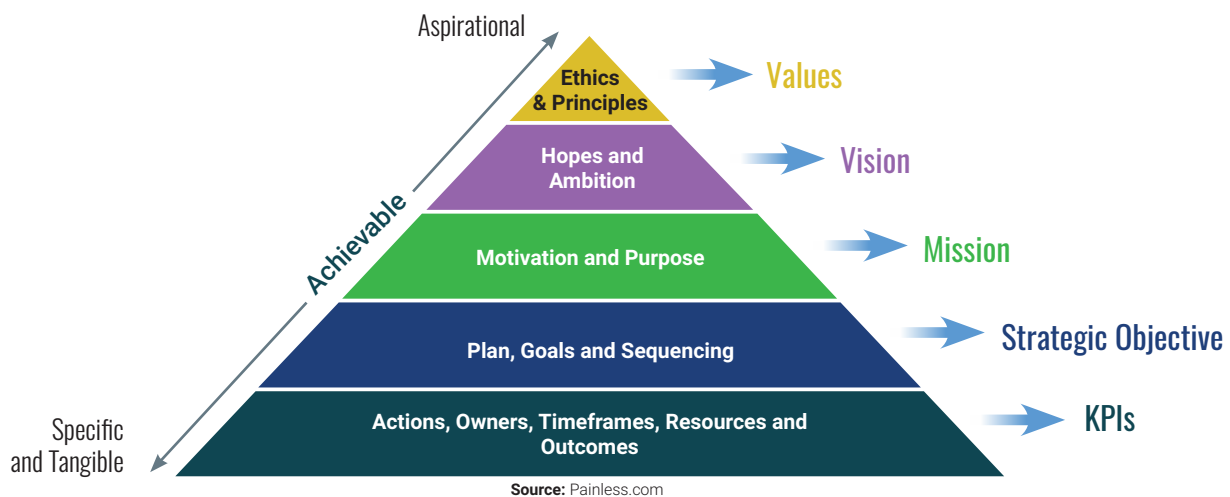 Aspirational
Ethics
& Principles
Values
Hopes and
Ambition
Vision
Achievable
Motivation and Purpose
Mission
Plan, Goals and Sequencing
Strategic Objective
Specific
and Tangible
Actions, Owners, Timeframes, Resources and
Outcomes
KPIs
Source: Painless.com